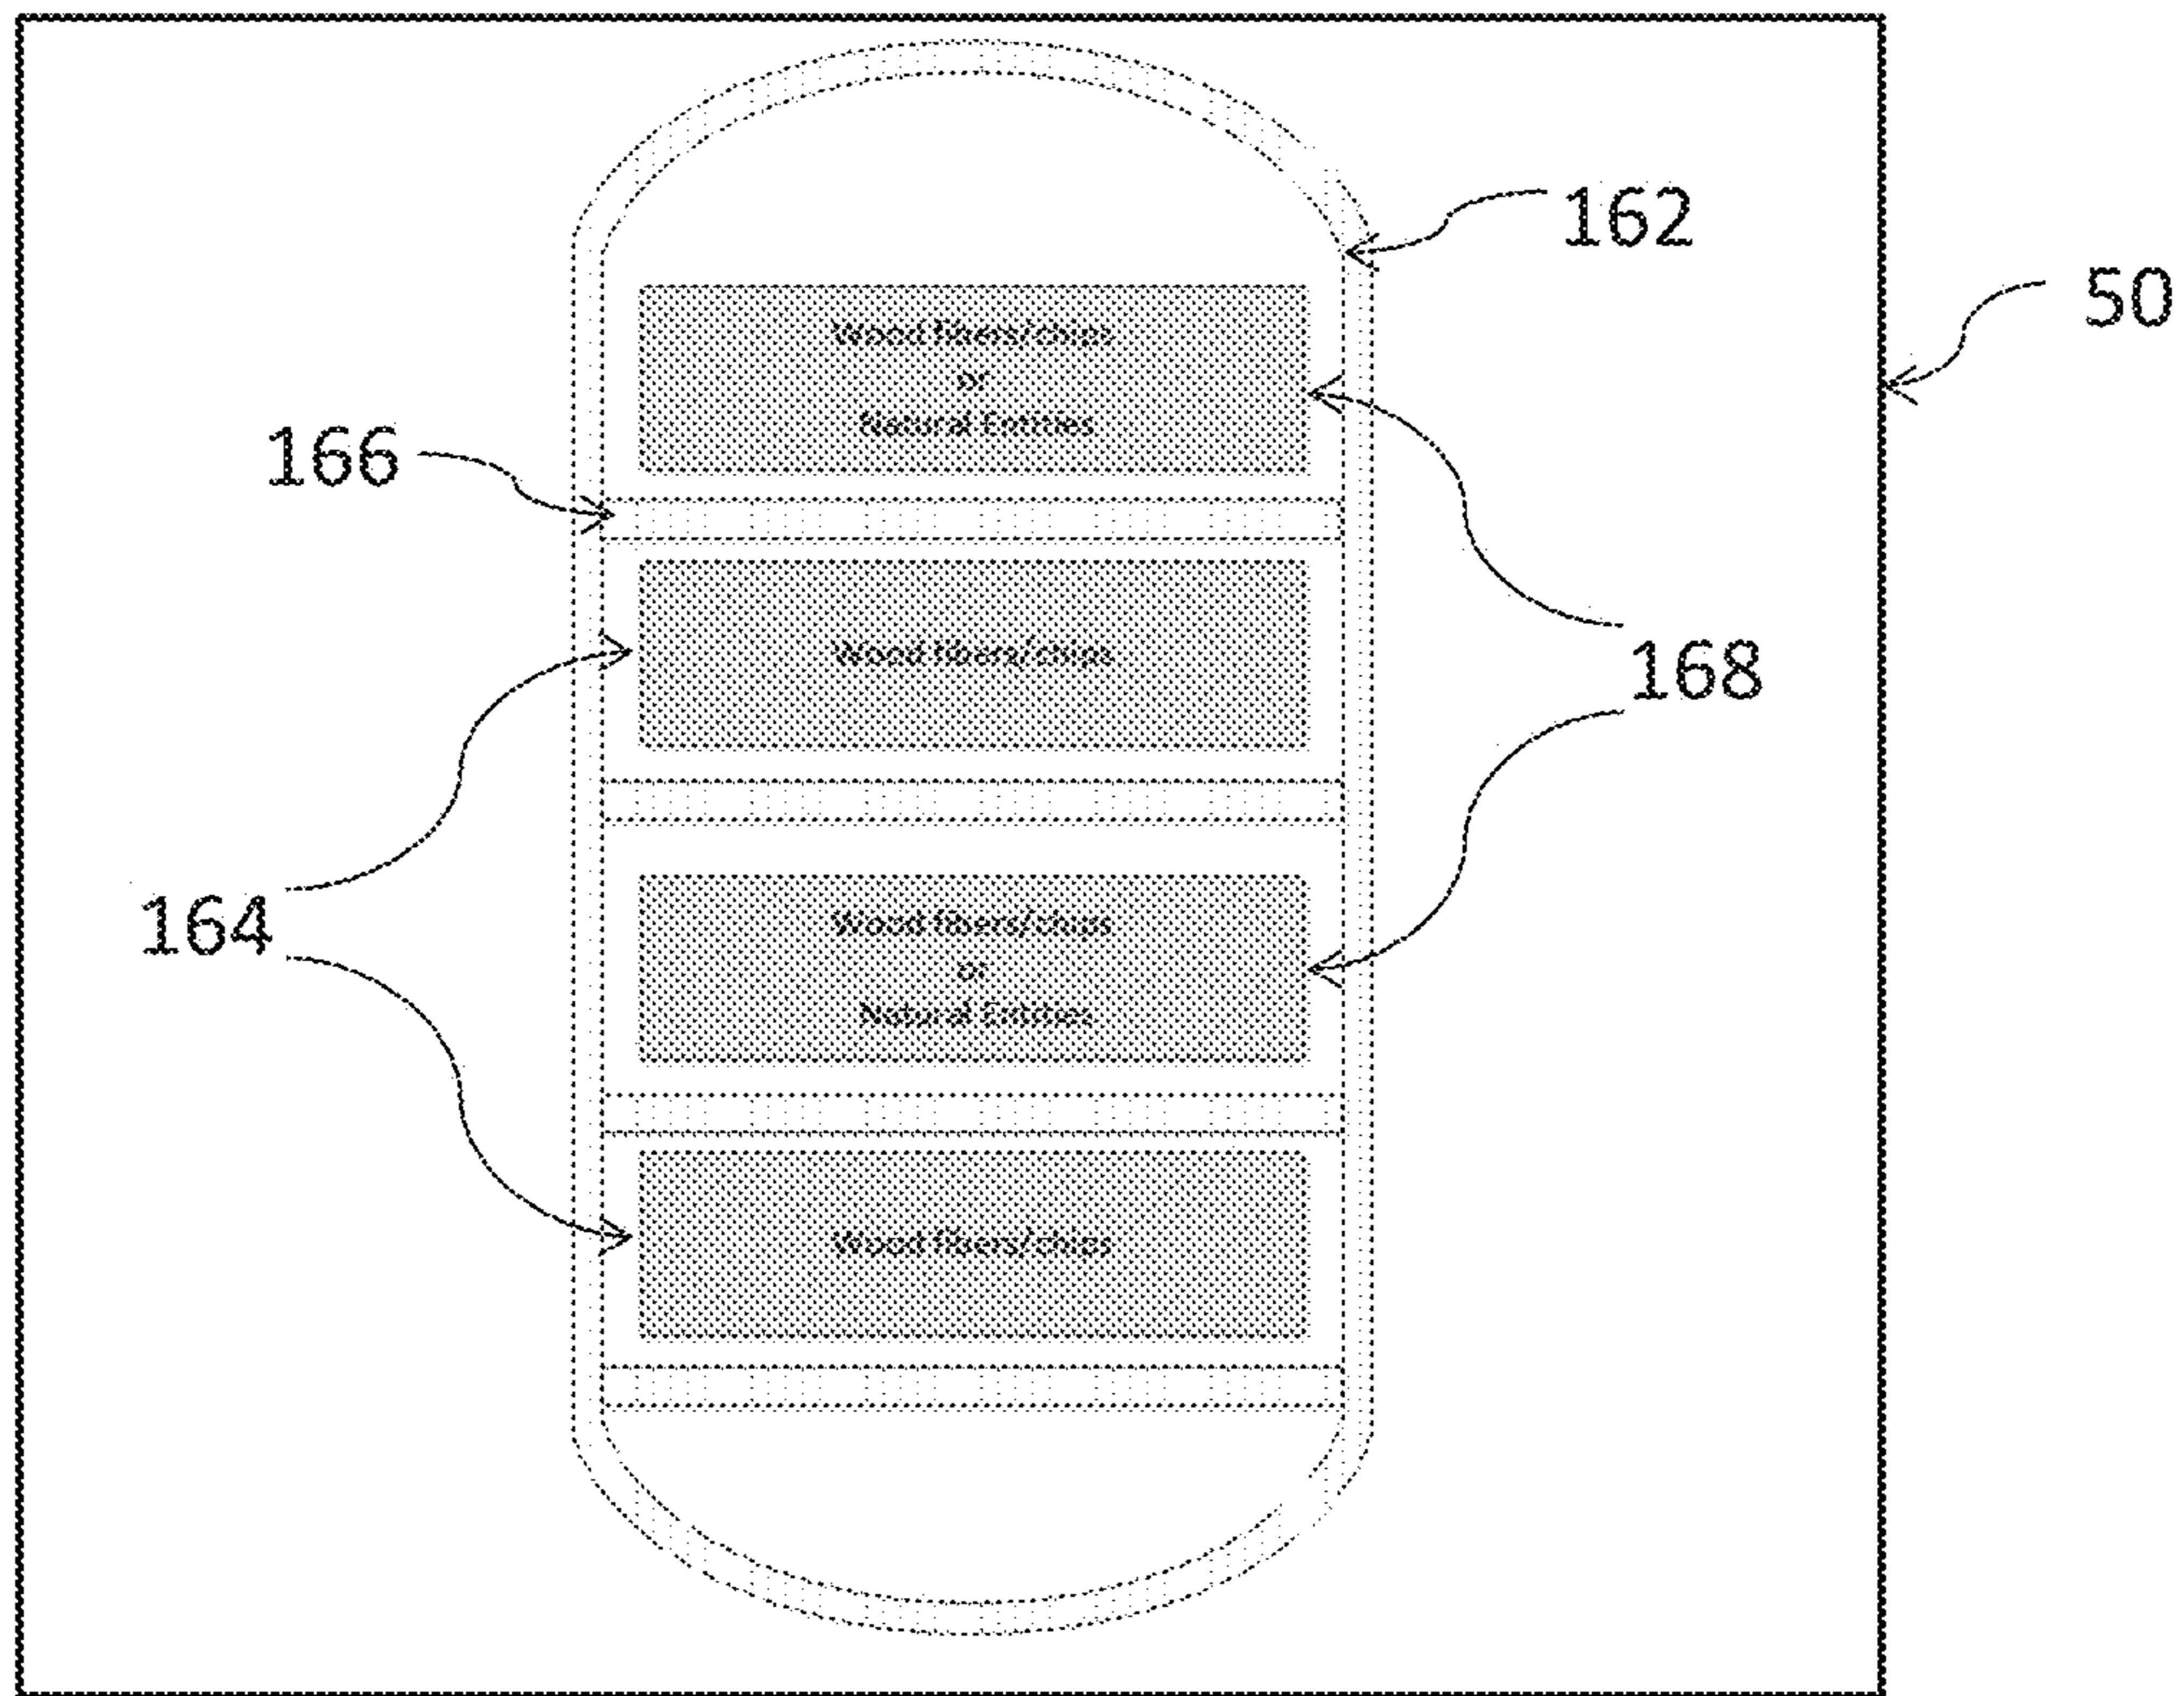 162
50
Wood fibers/chips
or
Natural Entities
166
Wood fibers/chips
168
164
Wood fibers/chips
or
Natural Entities
Wood fibers/chips